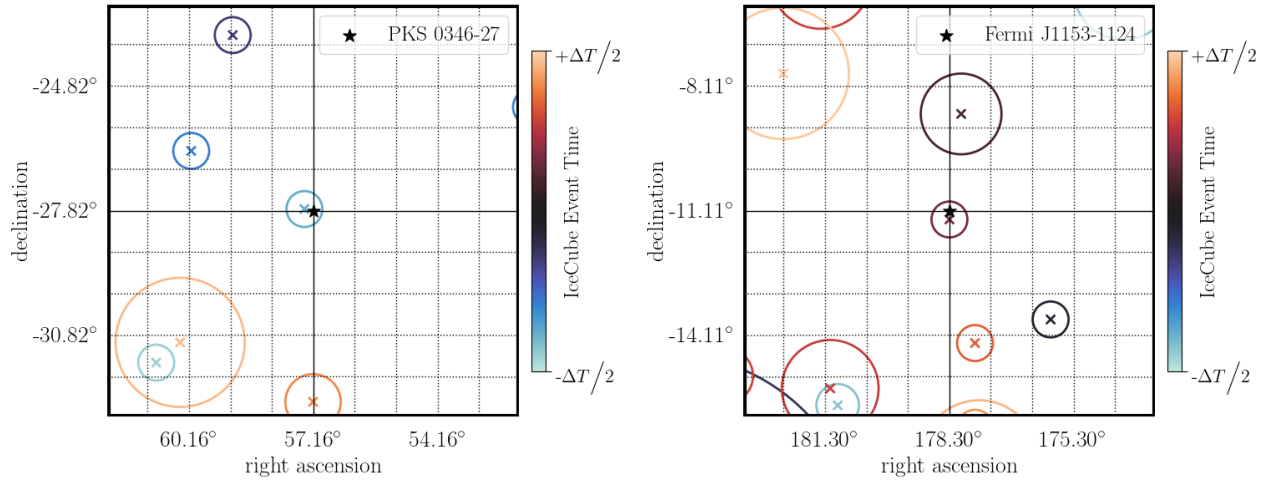 PKS 0346-27
-24.82°
-27.82°
-30.82°
declination
60.16°
57.16°
54.16°
right ascension
+ΔT/2
IceCube Event Time
-ΔT/2
Fermi J1153-1124
-8.11°
-11.11°
-14.11°
declination
181.30°
178.30°
175.30°
right ascension
+ΔT/2
IceCube Event Time
-ΔT/2